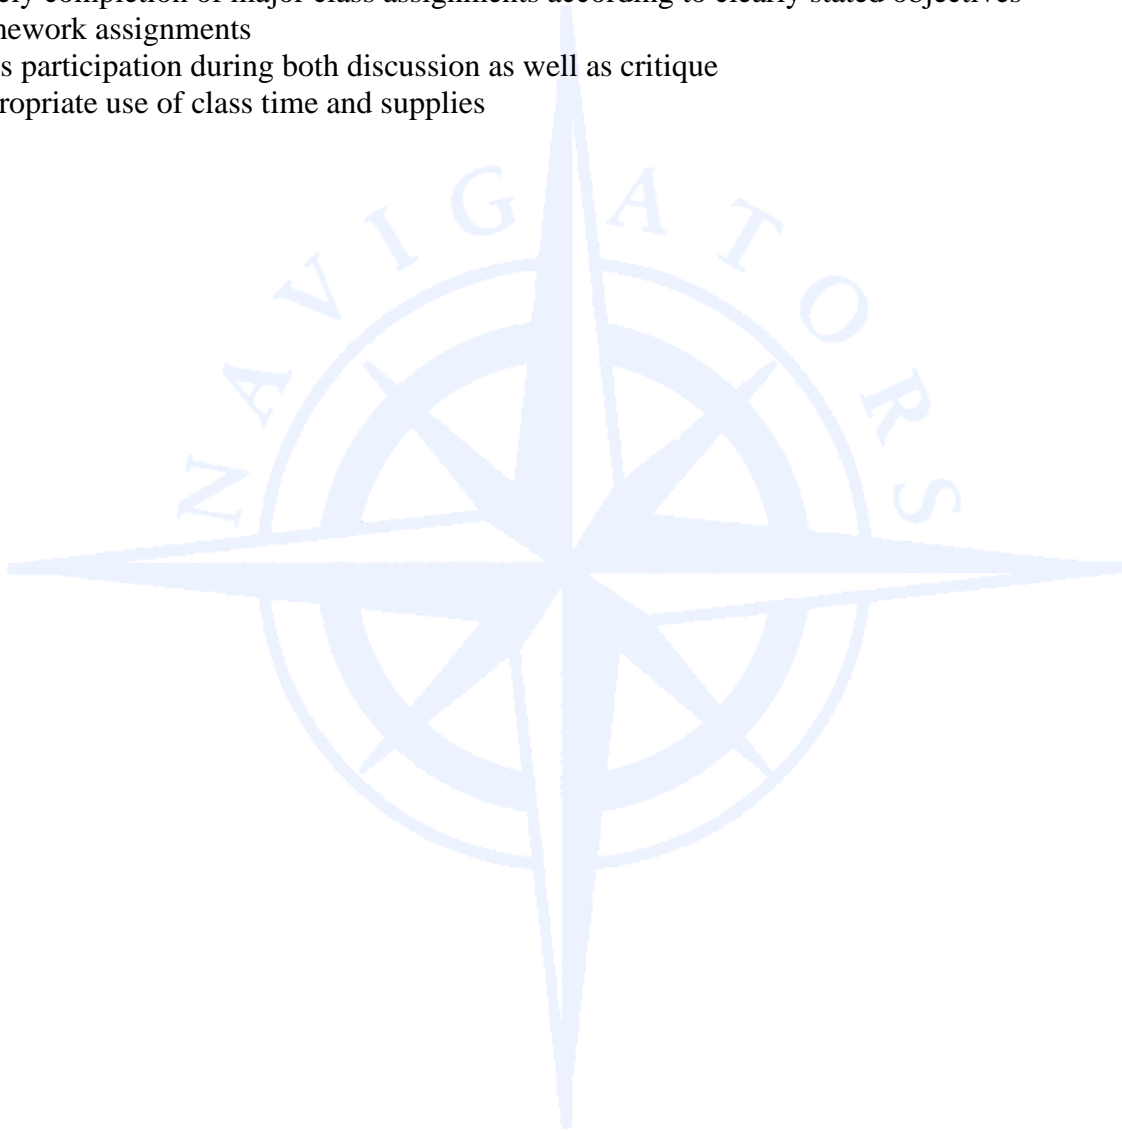 ely completion of major class assignments according to clearly stated objectives
nework assignments
s participation during both discussion as well as critique
ropriate use of class time and supplies
NAVIGATORS